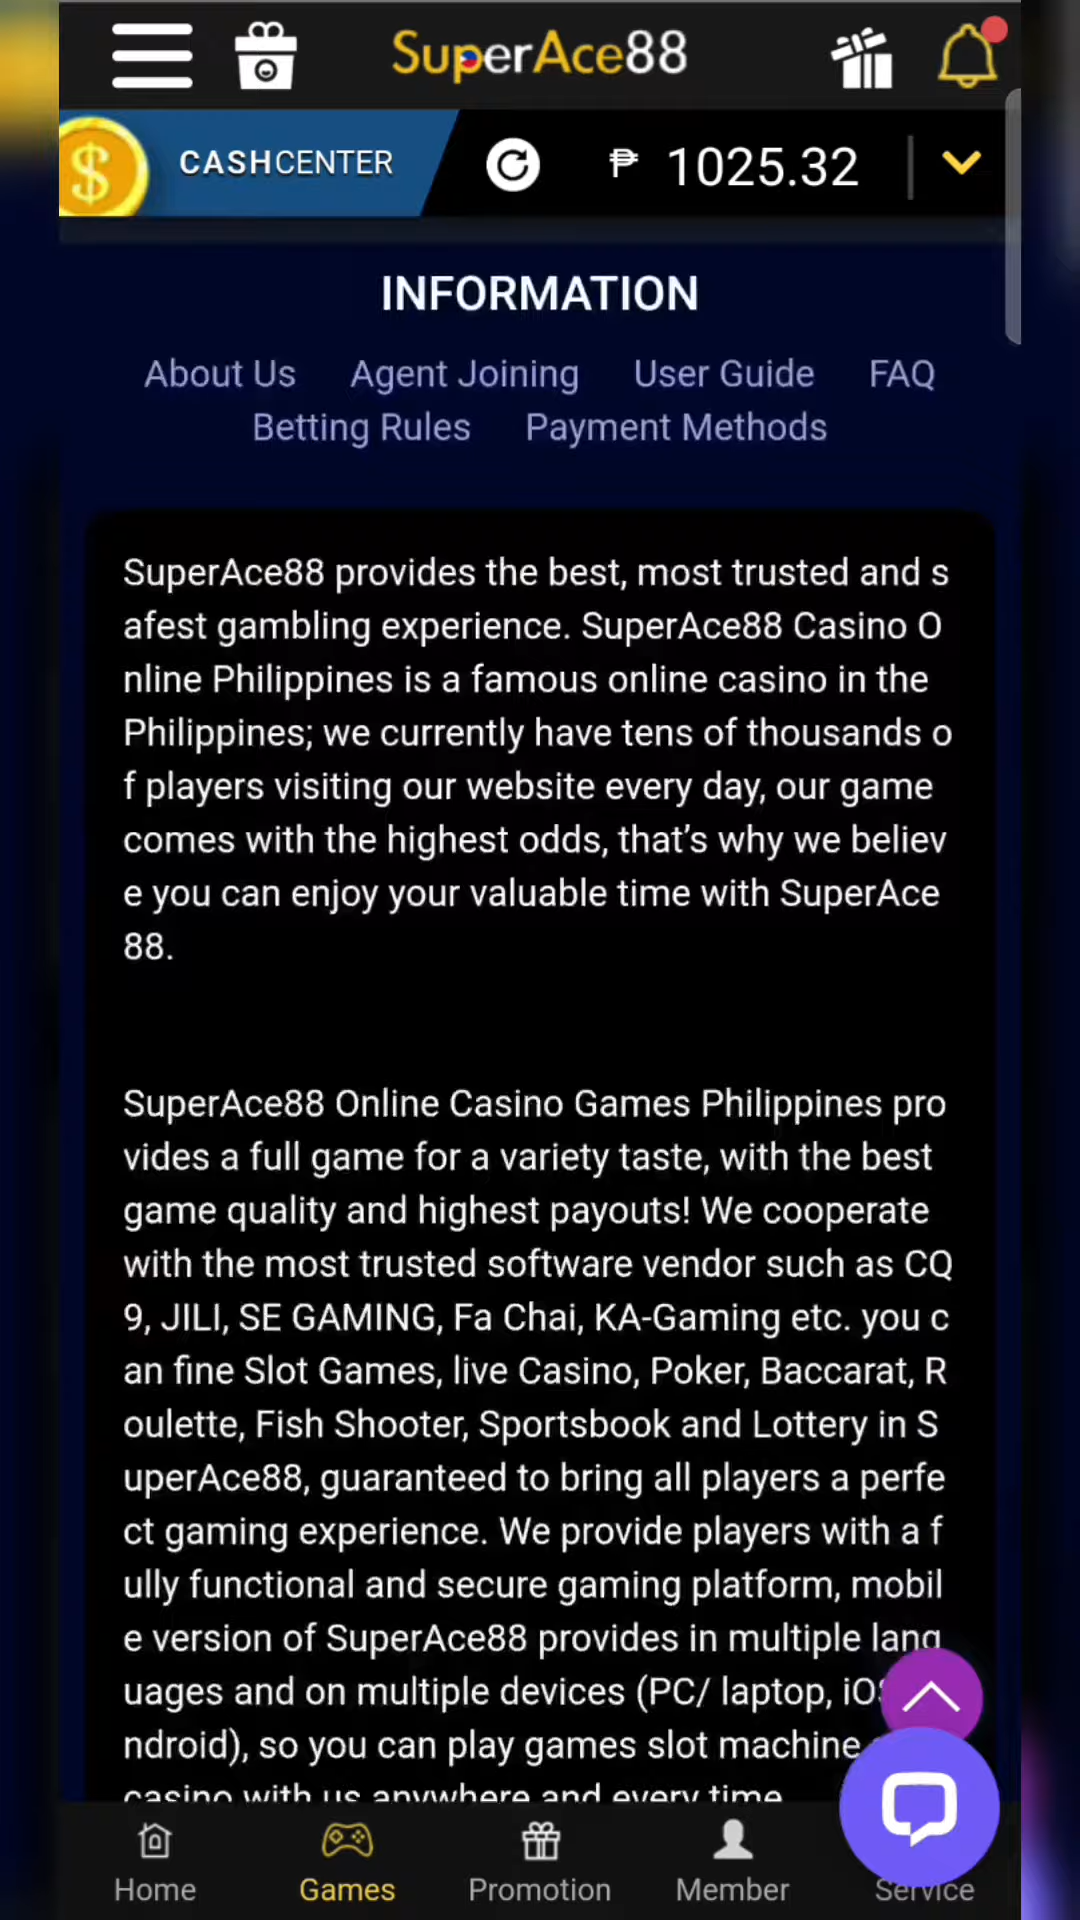 SuperAce88
CASHCENTER
₱ 1025.32
INFORMATION
About Us Agent Joining User Guide FAQ
Betting Rules Payment Methods
SuperAce88 provides the best, most trusted and s
afest gambling experience. SuperAce88 Casino O
nline Philippines is a famous online casino in the
Philippines; we currently have tens of thousands o
f players visiting our website every day, our game
comes with the highest odds, that’s why we believ
e you can enjoy your valuable time with SuperAce
88.
SuperAce88 Online Casino Games Philippines pro
vides a full game for a variety taste, with the best
game quality and highest payouts! We cooperate
with the most trusted software vendor such as CQ
9, JILI, SE GAMING, Fa Chai, KA-Gaming etc. you c
an fine Slot Games, live Casino, Poker, Baccarat, R
oulette, Fish Shooter, Sportsbook and Lottery in S
uperAce88, guaranteed to bring all players a perfe
ct gaming experience. We provide players with a f
ully functional and secure gaming platform, mobil
e version of SuperAce88 provides in multiple lang
uages and on multiple devices (PC/ laptop, iOS
ndroid), so you can play games slot machine
casino with us anywhere and every time
Home Games Promotion Member Service